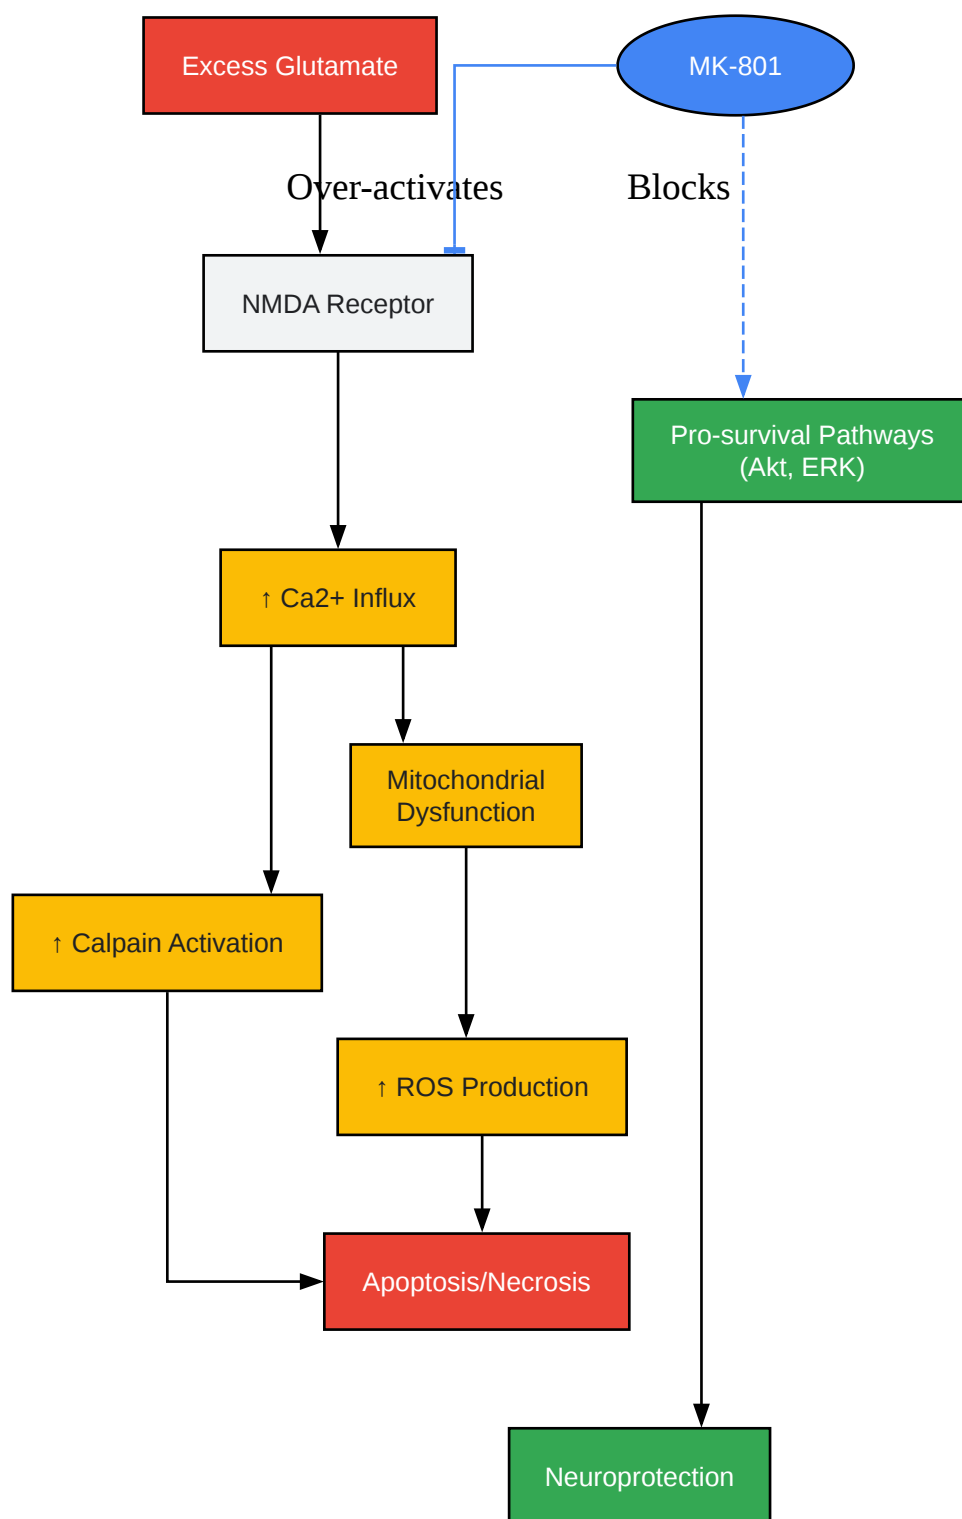 Excess Glutamate
MK-801
Over-activates
Blocks
NMDA Receptor
Pro-survival Pathways
(Akt, ERK)
↑ Ca2+ Influx
Mitochondrial
Dysfunction
↑ Calpain Activation
↑ ROS Production
Apoptosis/Necrosis
Neuroprotection